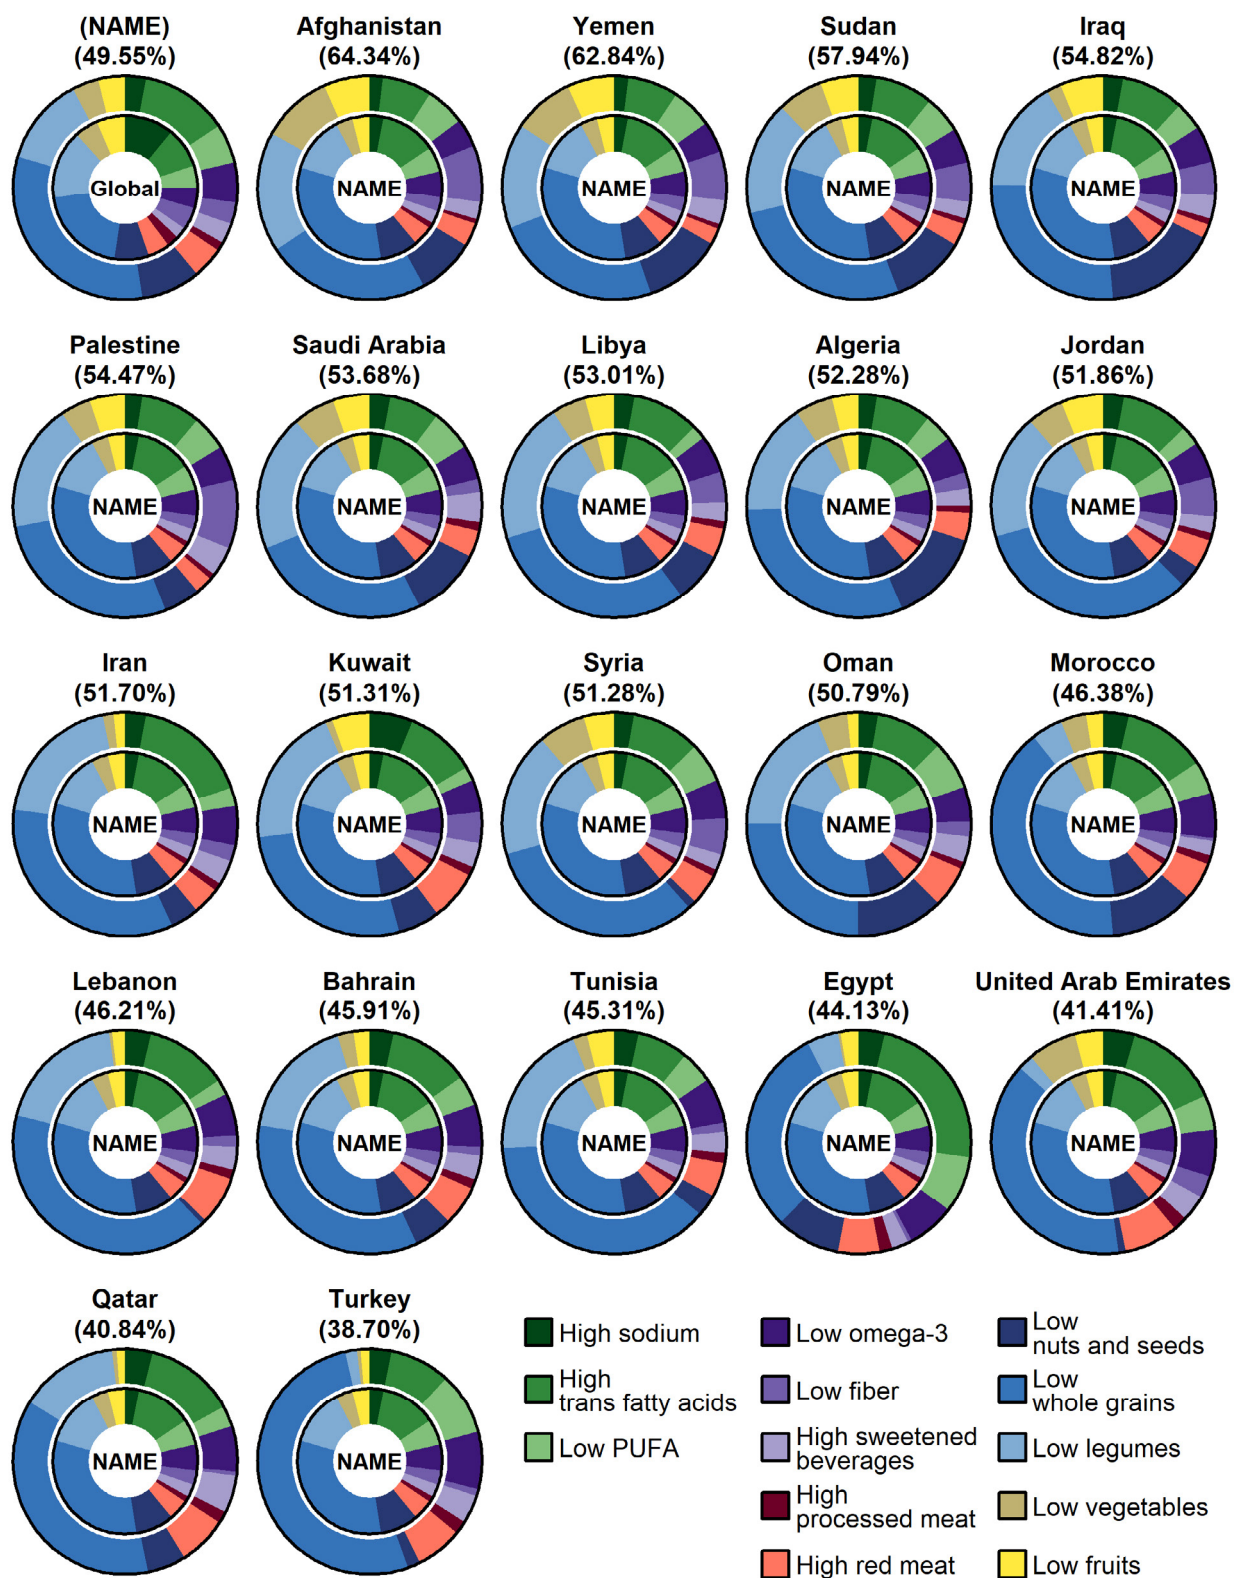 (NAME)
(49.55%)
Global
Afghanistan
(64.34%)
NAME
Yemen
(62.84%)
NAME
Sudan
(57.94%)
NAME
Iraq
(54.82%)
NAME
Palestine
(54.47%)
NAME
Saudi Arabia
(53.68%)
NAME
Libya
(53.01%)
NAME
Algeria
(52.28%)
NAME
Jordan
(51.86%)
NAME
Iran
(51.70%)
NAME
Kuwait
(51.31%)
NAME
Syria
(51.28%)
NAME
Oman
(50.79%)
NAME
Morocco
(46.38%)
NAME
Lebanon
(46.21%)
NAME
Bahrain
(45.91%)
NAME
Tunisia
(45.31%)
NAME
Egypt
(44.13%)
NAME
United Arab Emirates
(41.41%)
NAME
Qatar
(40.84%)
NAME
Turkey
(38.70%)
NAME
High sodium
High
trans fatty acids
Low PUFA
Low omega-3
Low fiber
High sweetened
beverages
High
processed meat
High red meat
Low
nuts and seeds
Low
whole grains
Low legumes
Low vegetables
Low fruits